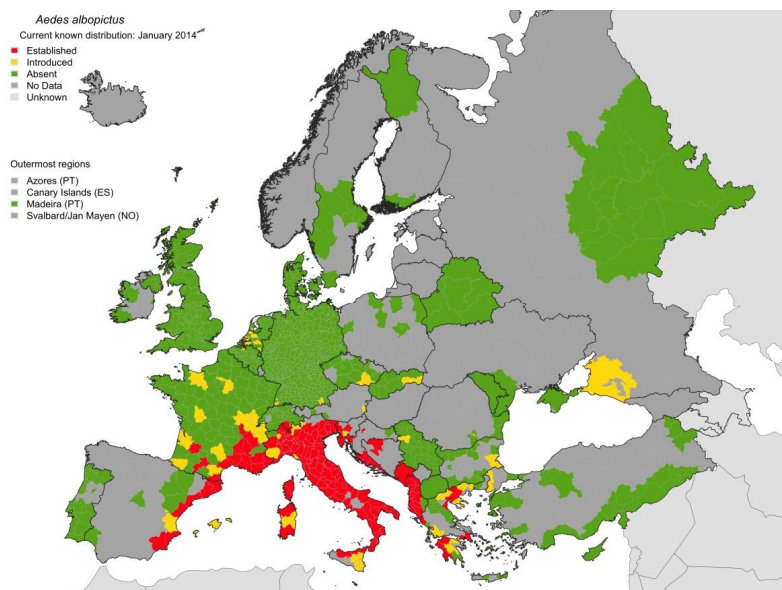 Aedes albopictus
Current known distribution: January 2014
Established
Introduced
Absent
No Data
Unknown
Outermost regions
Azores (PT)
Canary Islands (ES)
Madeira (PT)
Svalbard/Jan Mayen (NO)